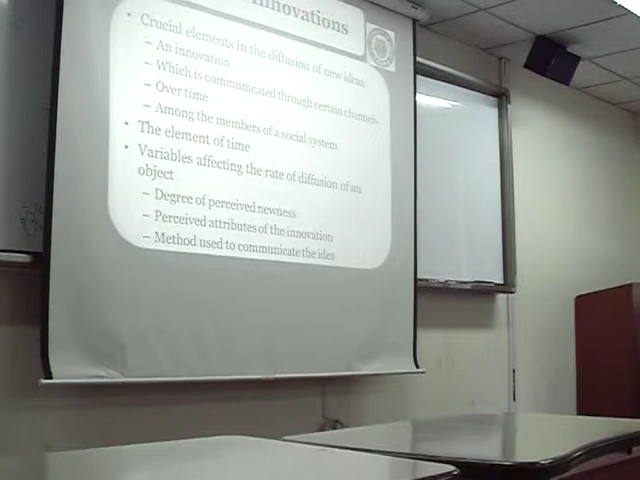 Innovations
• Crucial elements in the diffusion of new ideas
– An innovation
– Which is communicated through certain channels
– Over time
– Among the members of a social system
• The element of time
• Variables affecting the rate of diffusion of an
object
– Degree of perceived newness
– Perceived attributes of the innovation
– Method used to communicate the idea